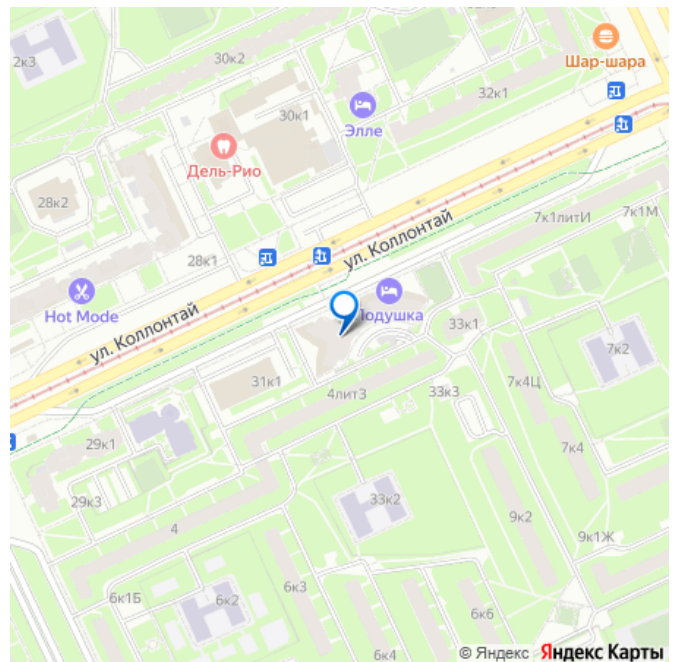 2к3
30к2
Шар-шара
32к1
30к1
Элле
Дель-Рио
28к2
7к1литИ
7к1М
ул. Коллонтай
28к1
Hot Mode
ул. Коллонтай
Подушка
33к1
7к2
31к1
4литЗ
33к3
7к4Ц
29к1
7к4
29к3
33к2
4
9к2
9к1Ж
6к1Б
6к2
6к3
6к6
6к4
© Яндекс Яндекс Карты